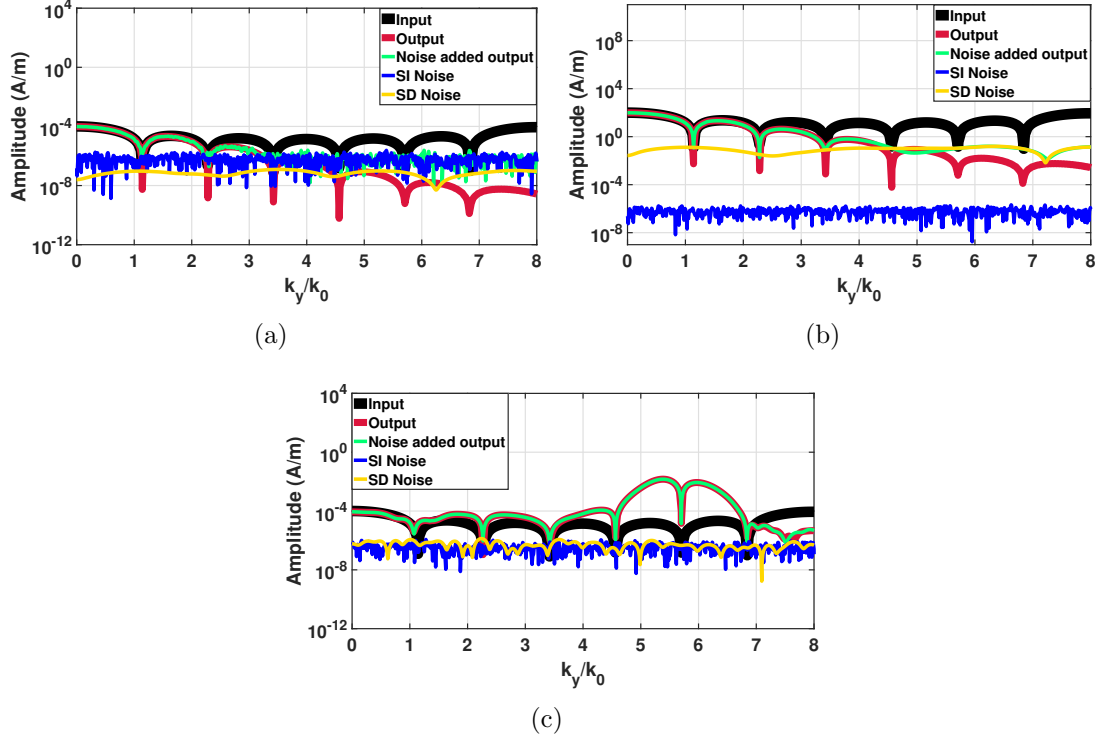 10^4
10^0
10^-4
10^-8
10^-12
Amplitude (A/m)
Input
Output
Noise added output
SI Noise
SD Noise
0 1 2 3 4 5 6 7 8
k_y/k_0
(a)
10^8
10^4
10^0
10^-4
10^-8
Amplitude (A/m)
Input
Output
Noise added output
SI Noise
SD Noise
0 1 2 3 4 5 6 7 8
k_y/k_0
(b)
10^4
10^0
10^-4
10^-8
10^-12
Amplitude (A/m)
Input
Output
Noise added output
SI Noise
SD Noise
0 1 2 3 4 5 6 7 8
k_y/k_0
(c)